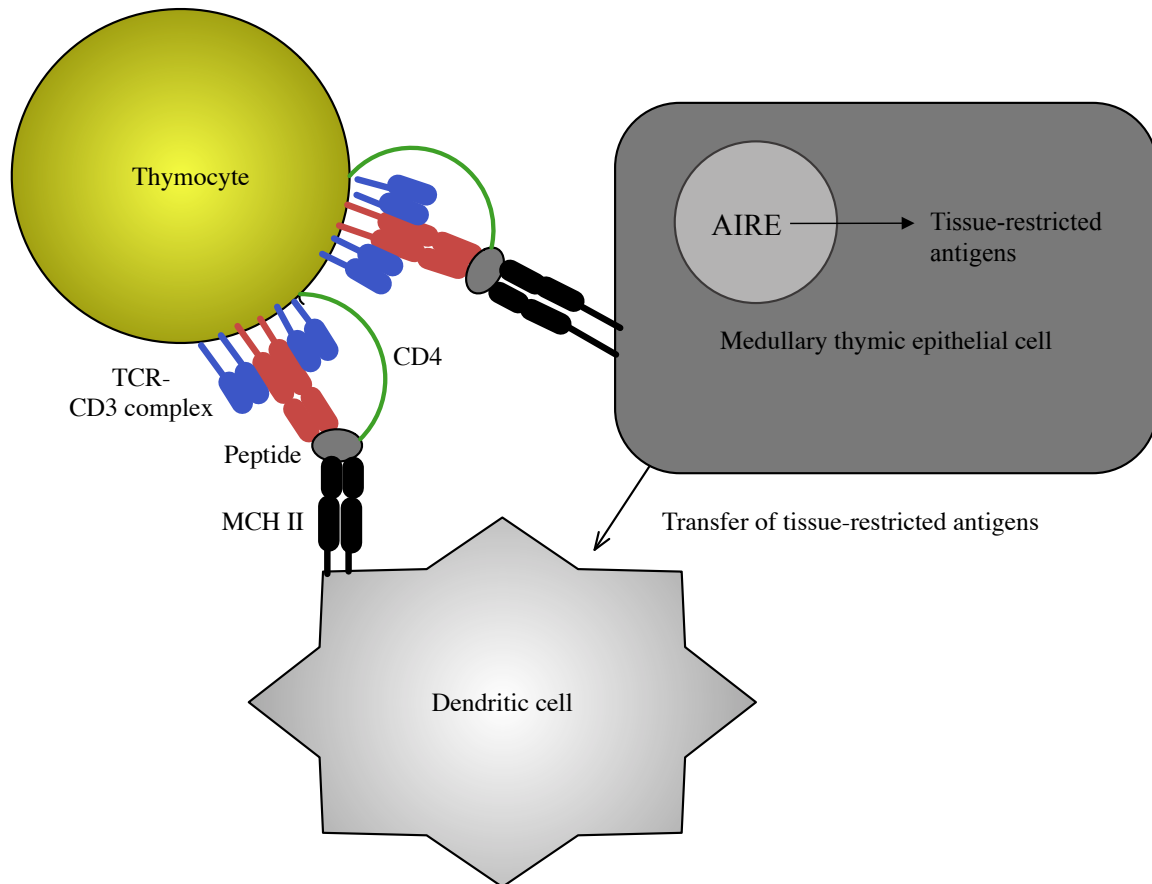 Thymocyte
AIRE
Tissue-restricted
antigens
Medullary thymic epithelial cell
CD4
TCR-
CD3 complex
Peptide
MCH II
Transfer of tissue-restricted antigens
Dendritic cell